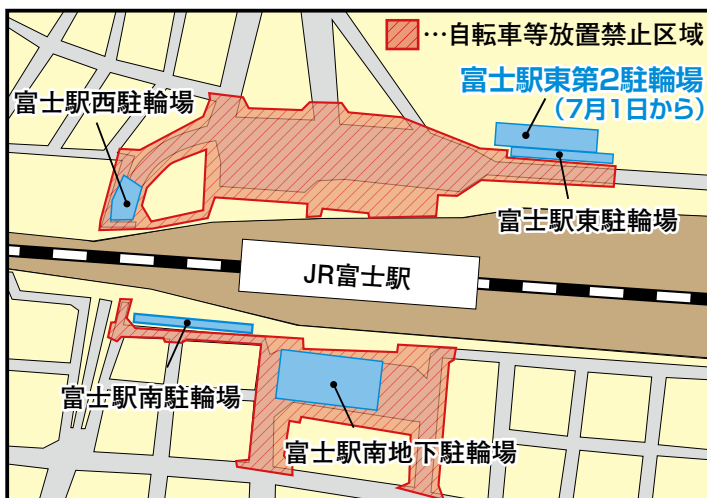 …自転車等放置禁止区域
富士駅東第2駐輪場
(7月1日から)
富士駅西駐輪場
富士駅東駐輪場
JR富士駅
富士駅南駐輪場
富士駅南地下駐輪場